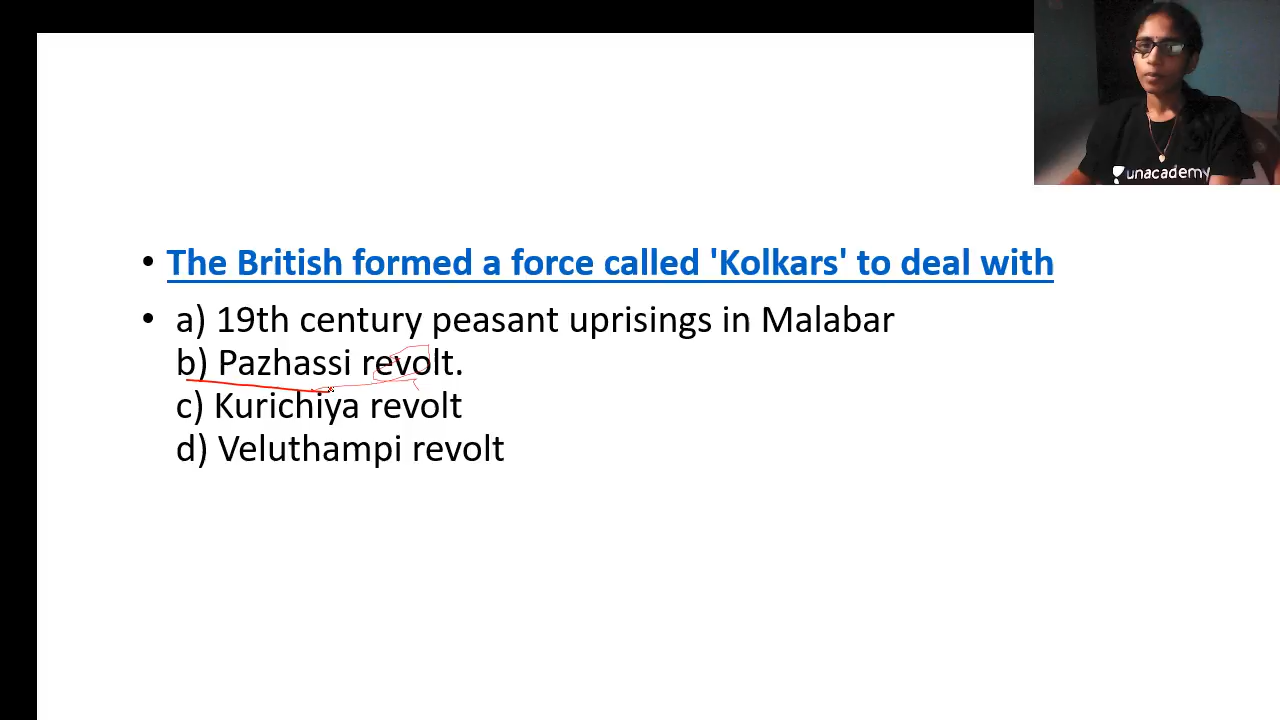 unacademy
• The British formed a force called 'Kolkars' to deal with
• a) 19th century peasant uprisings in Malabar
b) Pazhassi revolt.
c) Kurichiya revolt
d) Veluthampi revolt